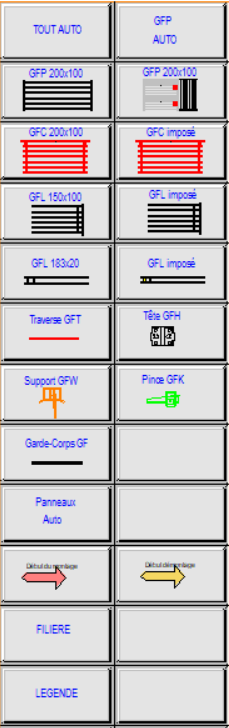 TOUT AUTO
GFP
AUTO
GFP 200x100
GFP 200x100
GFC 200x100
GFC imposé
GFL 150x100
GFL imposé
GFL 183x20
GFL imposé
Traverse GFT
Tête GFH
Support GFW
Pince GFK
Garde-Corps GF
Panneaux
Auto
Début du montage
Début démontage
FILIERE
LEGENDE